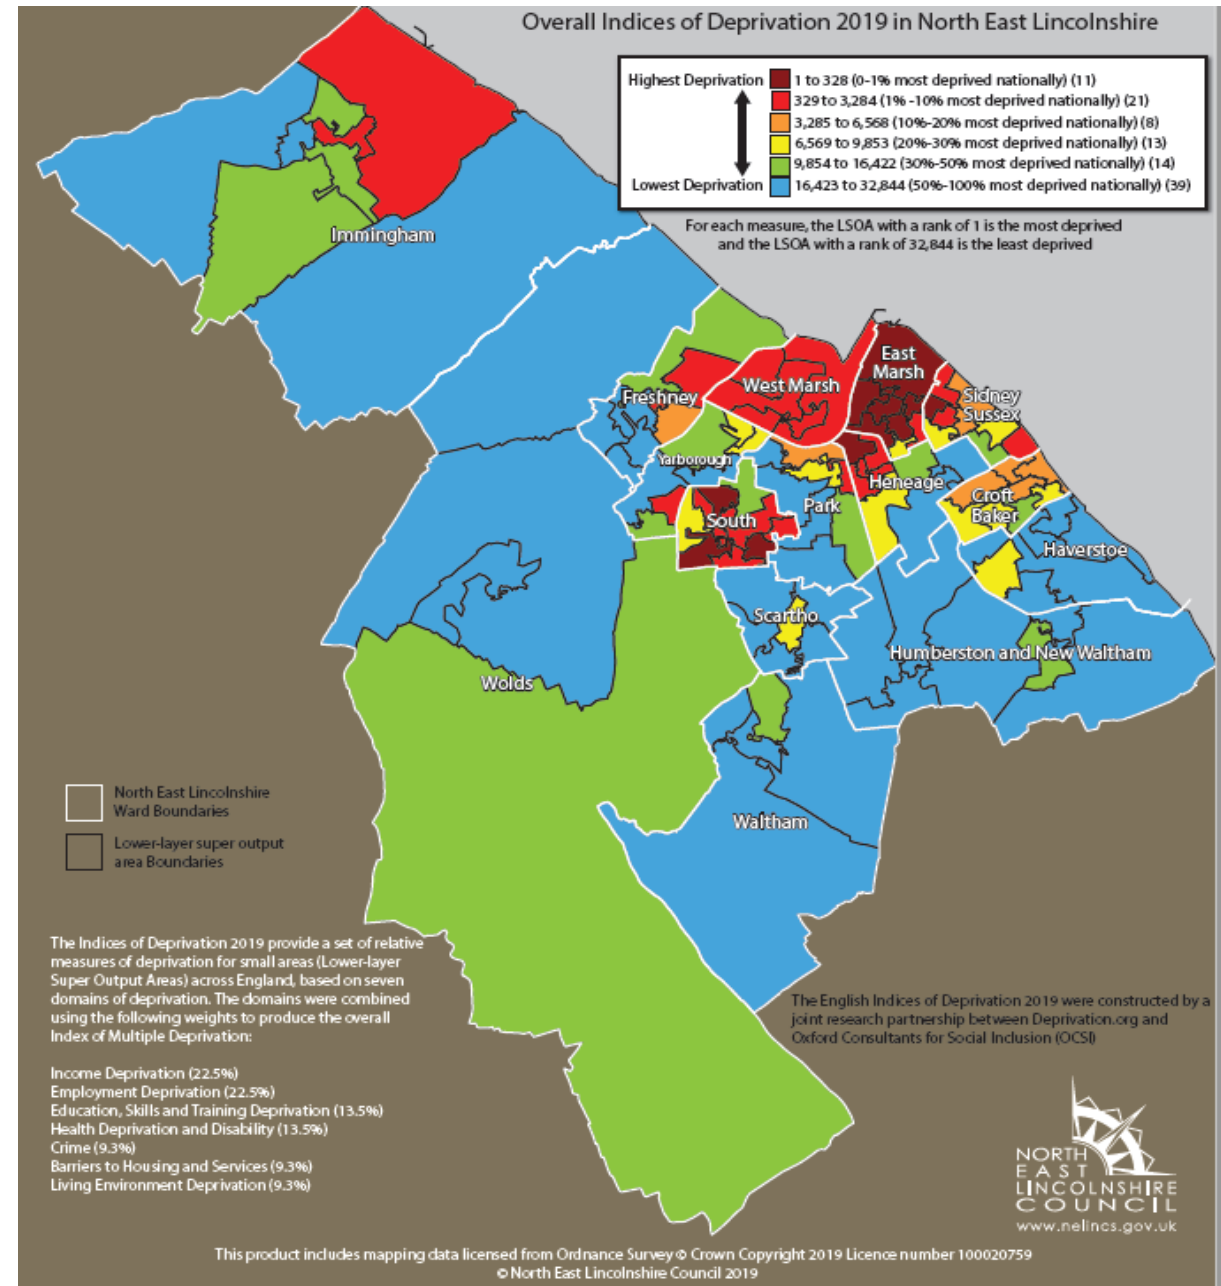 Overall Indices of Deprivation 2019 in North East Lincolnshire
Highest Deprivation
1 to 328 (0-1% most deprived nationally) (11)
329 to 3,284 (1% -10% most deprived nationally) (21)
3,285 to 6,568 (10%-20% most deprived nationally) (8)
6,569 to 9,853 (20%-30% most deprived nationally) (13)
9,854 to 16,422 (30%-50% most deprived nationally) (14)
Lowest Deprivation
16,423 to 32,844 (50%-100% most deprived nationally) (39)
For each measure, the LSOA with a rank of 1 is the most deprived
and the LSOA with a rank of 32,844 is the least deprived
Immingham
East
Marsh
West Marsh
Freshney
Sidney
Sussex
Yarborough
Heneage
Park
Croft
Baker
South
Haverstoe
Scartho
Humberston and New Waltham
Wolds
Waltham
North East Lincolnshire
Ward Boundaries
Lower-layer super output
area Boundaries
The Indices of Deprivation 2019 provide a set of relative
measures of deprivation for small areas (Lower-layer
Super Output Areas) across England, based on seven
domains of deprivation. The domains were combined
using the following weights to produce the overall
Index of Multiple Deprivation:
Income Deprivation (22.5%)
Employment Deprivation (22.5%)
Education, Skills and Training Deprivation (13.5%)
Health Deprivation and Disability (13.5%)
Crime (9.3%)
Barriers to Housing and Services (9.3%)
Living Environment Deprivation (9.3%)
The English Indices of Deprivation 2019 were constructed by a
joint research partnership between Deprivation.org and
Oxford Consultants for Social Inclusion (OCSI)
NORTH
EAST
LINCOLNSHIRE
COUNCIL
www.nelincs.gov.uk
This product includes mapping data licensed from Ordnance Survey © Crown Copyright 2019 Licence number 100020759
© North East Lincolnshire Council 2019